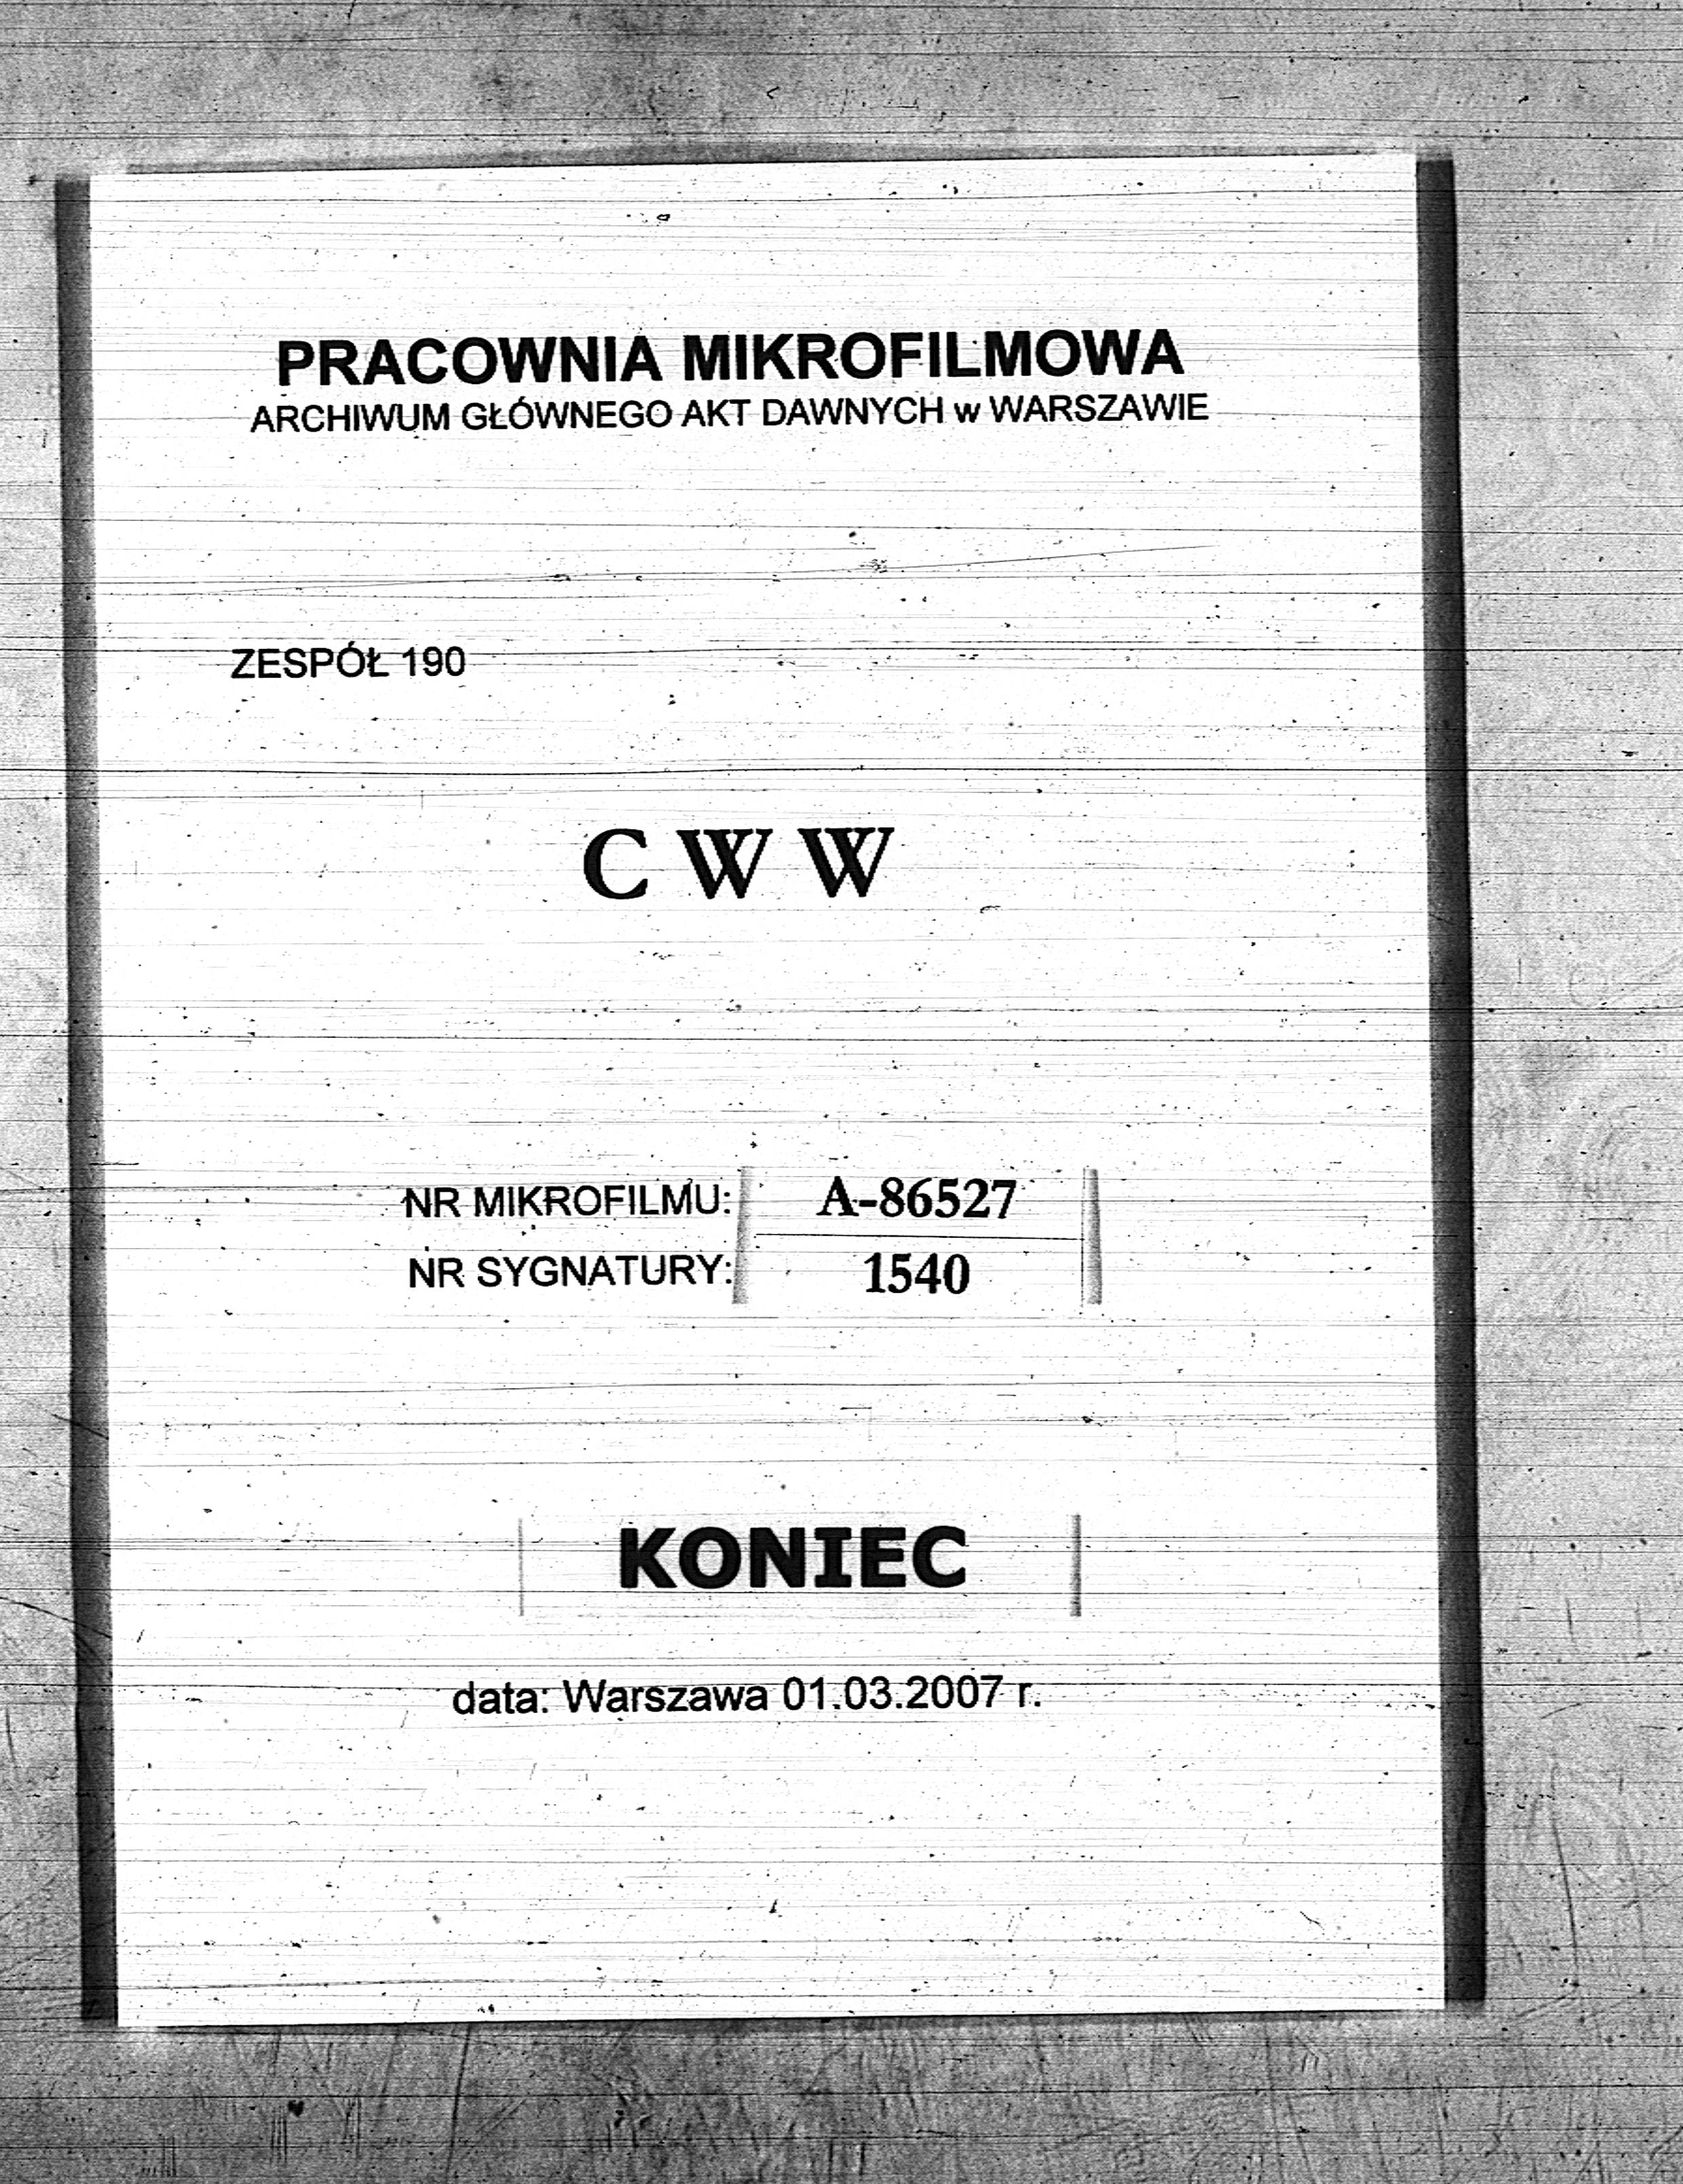 PRACOWNIA MIKROFILMOWA
ARCHIWUM GŁÓWNEGO AKT DAWNYCH w WARSZAWIE
ZESPÓŁ 190
C W W
NR MIKROFILMU: A-86527
NR SYGNATURY: 1540
KONIEC
data: Warszawa 01.03.2007 r.